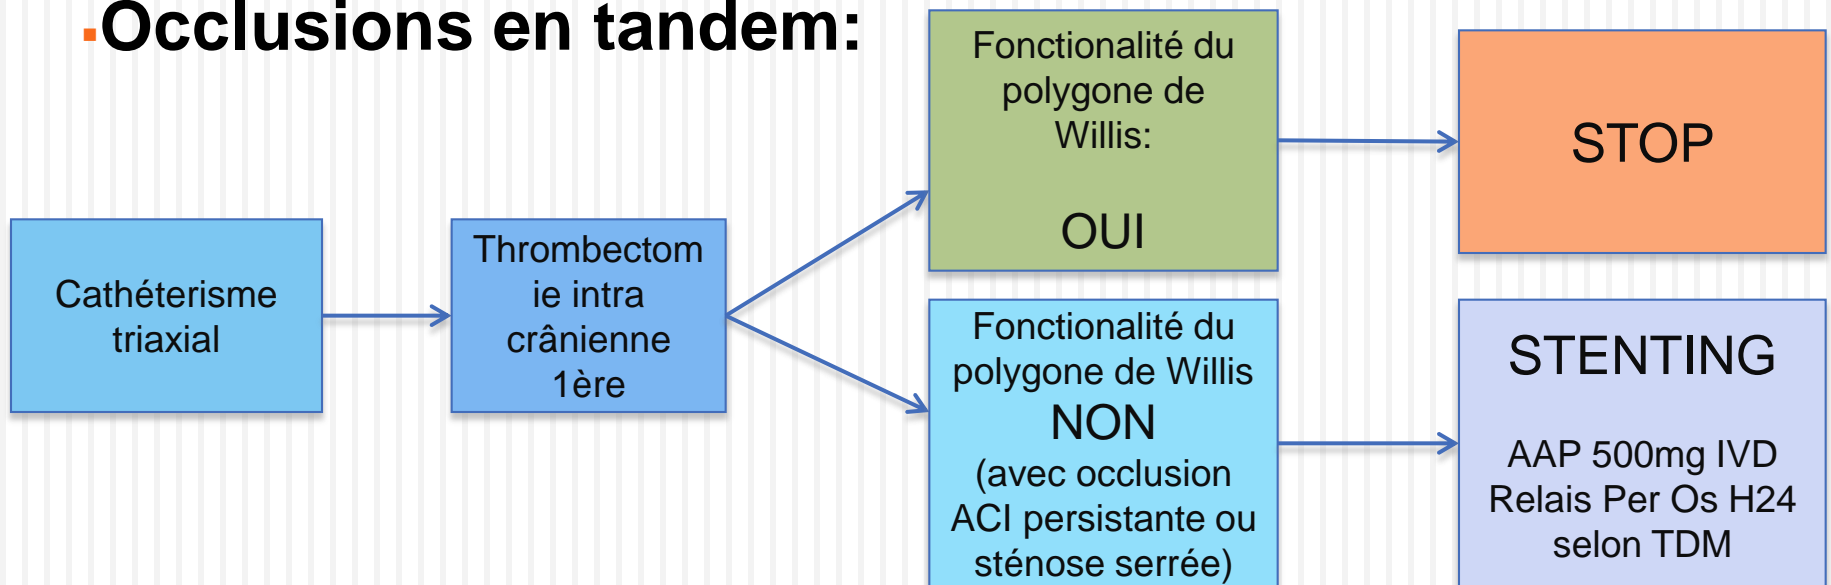 ▪Occlusions en tandem:
Cathéterisme
triaxial
Thrombectom
ie intra
crânienne
1ère
Fonctionalité du
polygone de
Willis:
OUI
STOP
Fonctionalité du
polygone de Willis
NON
(avec occlusion
ACI persistante ou
sténose serrée)
STENTING
AAP 500mg IVD
Relais Per Os H24
selon TDM